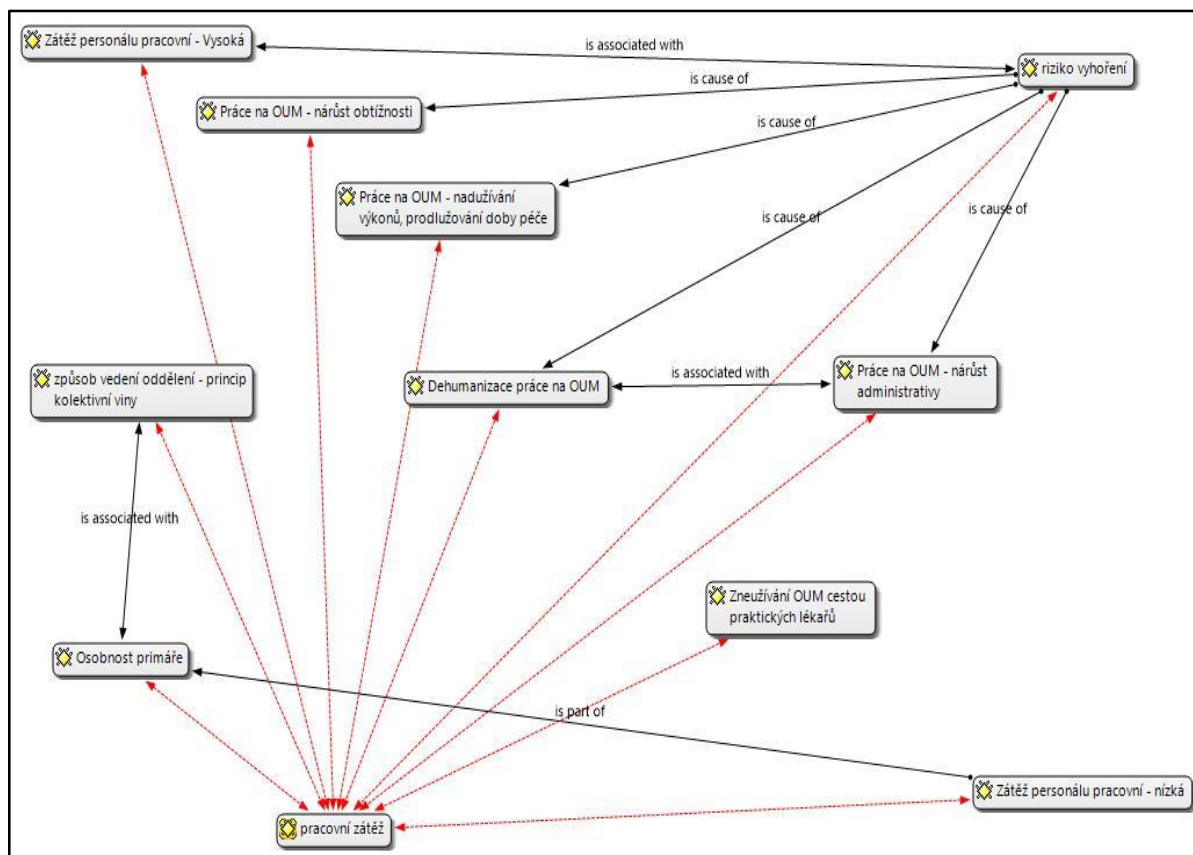 Zátěž personálu pracovní - Vysoká
is associated with
riziko vyhoření
is cause of
Práce na OUM - nárůst obtížnosti
is cause of
Práce na OUM - nadužívání
výkonů, prodlužování doby péče
is cause of
is cause of
způsob vedení oddělení - princip
kolektivní viny
Dehumanizace práce na OUM
is associated with
Práce na OUM - nárůst
administrativy
is associated with
Zneužívání OUM cestou
praktických lékařů
Osobnost primáře
is part of
Zátěž personálu pracovní - nízká
pracovní zátěž